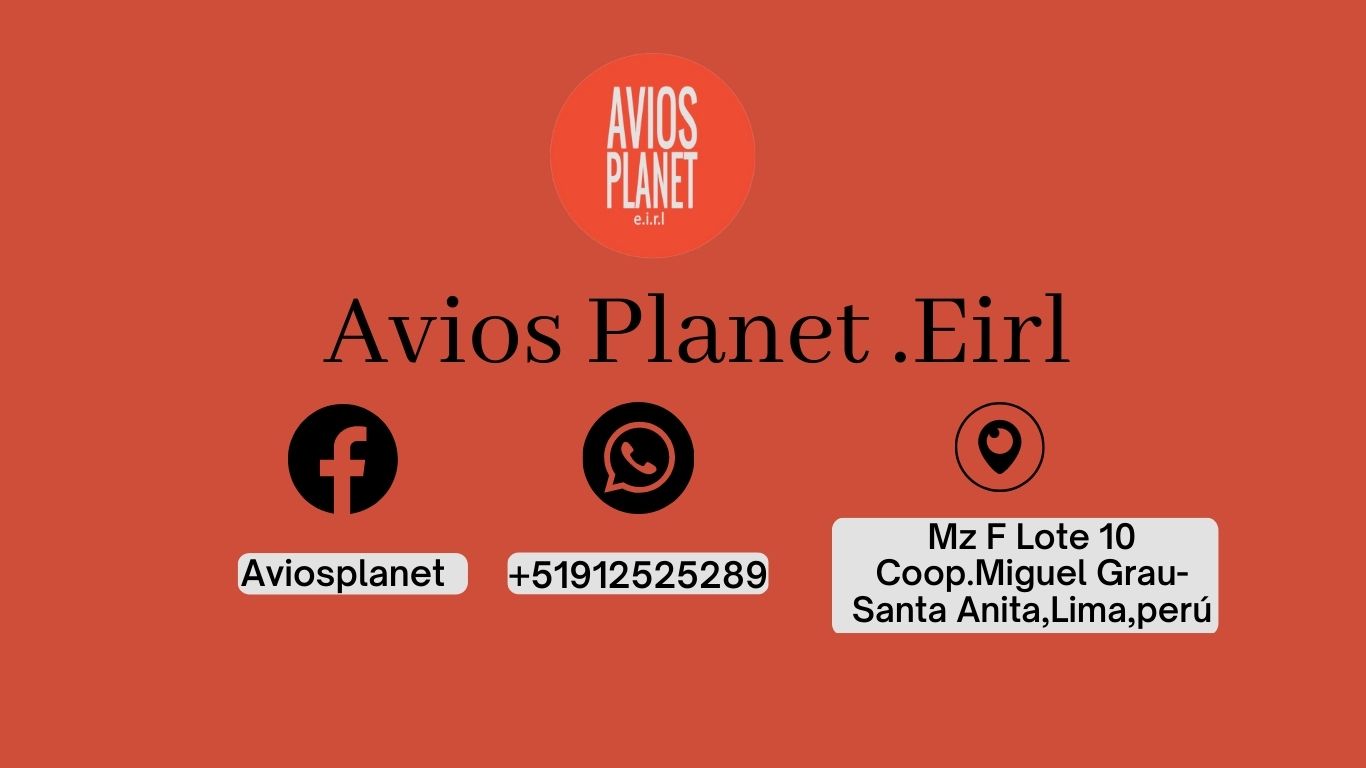 AVIOS
PLANET
e.i.r.l
Avios Planet .Eirl
Aviosplanet
+51912525289
Mz F Lote 10
Coop.Miguel Grau-
Santa Anita,Lima,perú